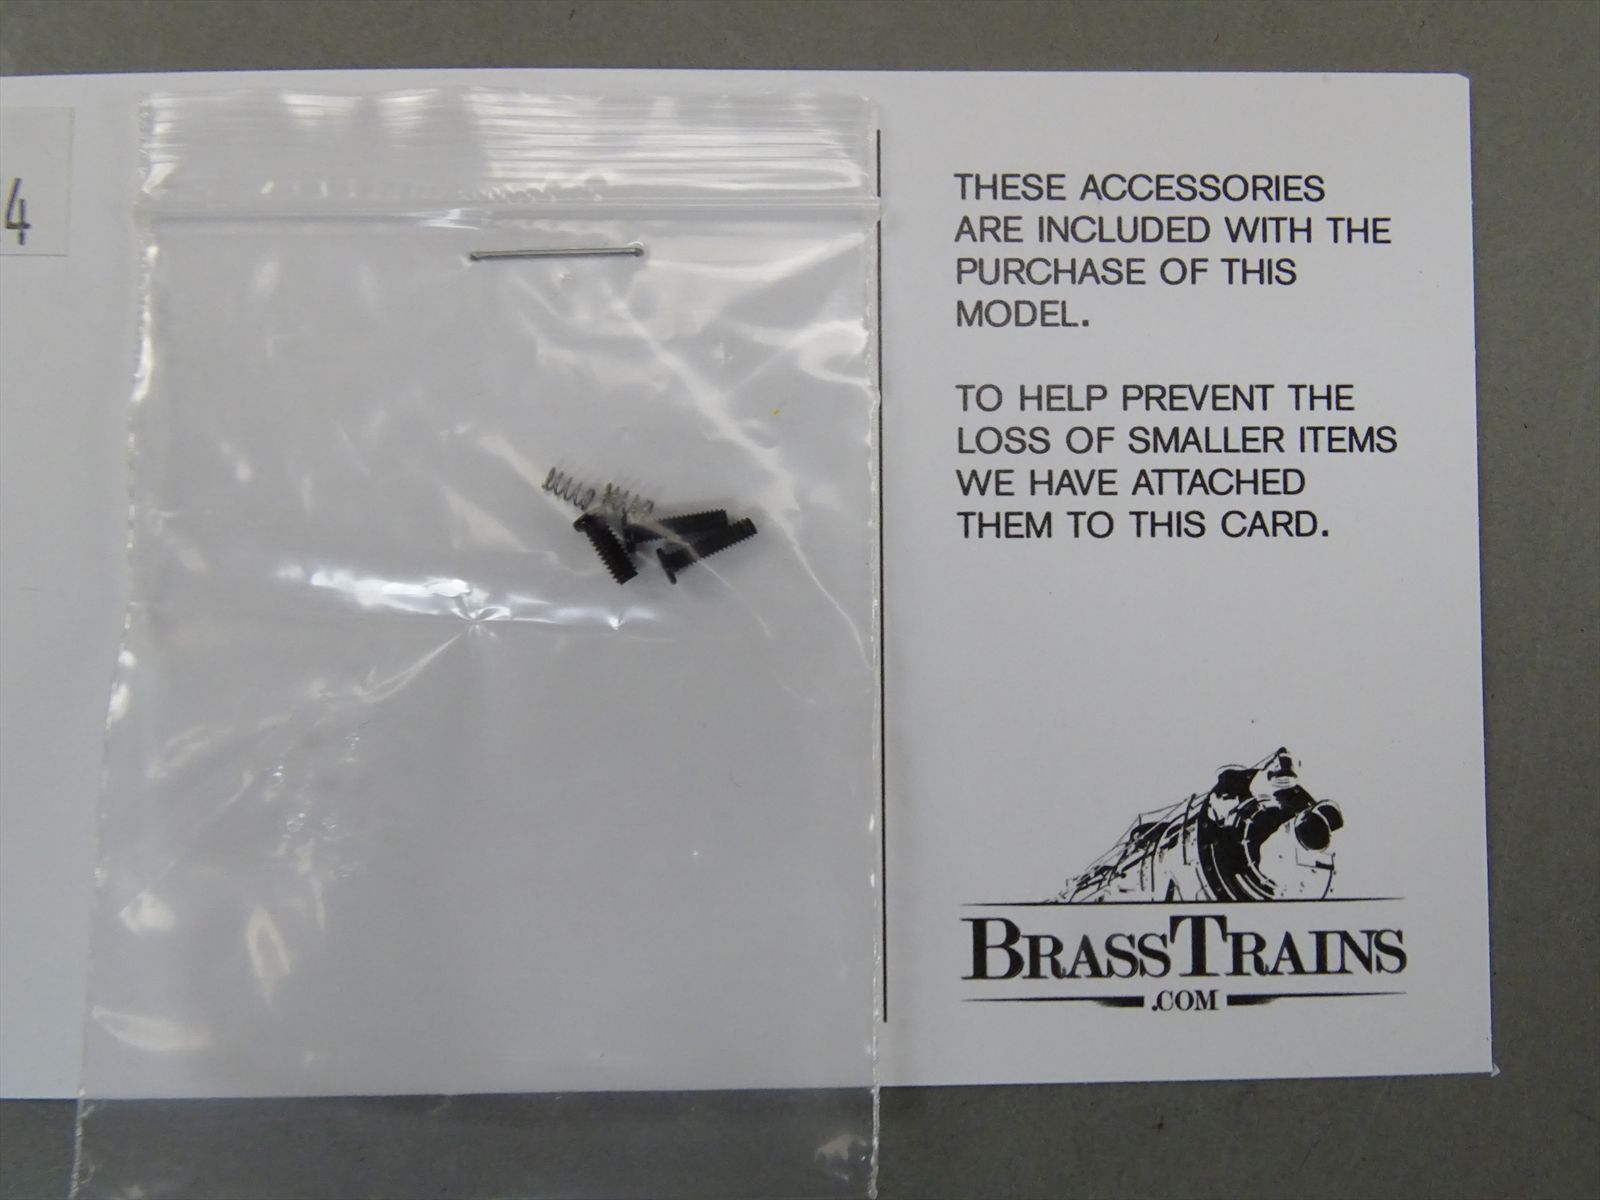 4
THESE ACCESSORIES
ARE INCLUDED WITH THE
PURCHASE OF THIS
MODEL.
TO HELP PREVENT THE
LOSS OF SMALLER ITEMS
WE HAVE ATTACHED
THEM TO THIS CARD.
BRASSTRAINS
.COM